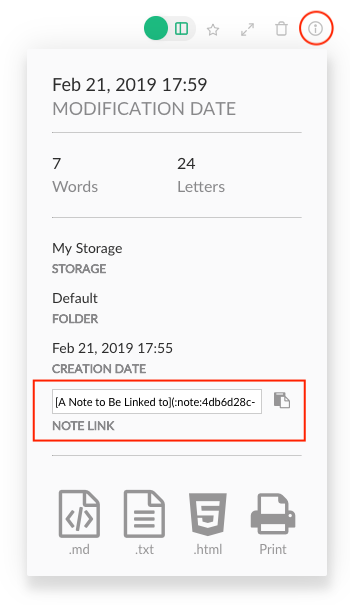 Feb 21, 2019 17:59
MODIFICATION DATE
7 24
Words Letters
My Storage
STORAGE
Default
FOLDER
Feb 21, 2019 17:55
CREATION DATE
[A Note to Be Linked to](:note:4db6d28c-
NOTE LINK
.md .txt .html Print